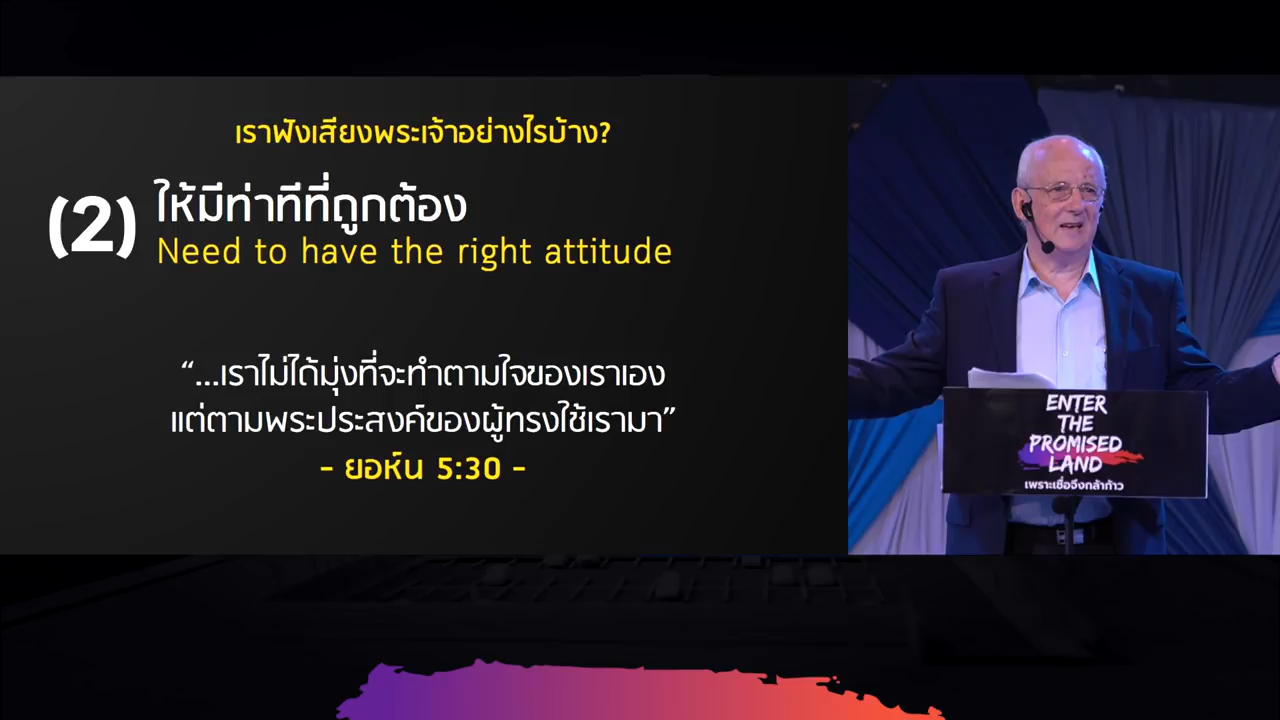 เราฟังเสียงพระเจ้าอย่างไรบ้าง?
(2) ให้มีท่าทีที่ถูกต้อง
Need to have the right attitude
“...เราไม่ได้มุ่งที่จะทำตามใจของเราเอง
แต่ตามพระประสงค์ของผู้ทรงใช้เรามา”
- ยอห์น 5:30 -
ENTER
THE
PROMISED
LAND
เพราะเชื่อจึงกล้าก้าว